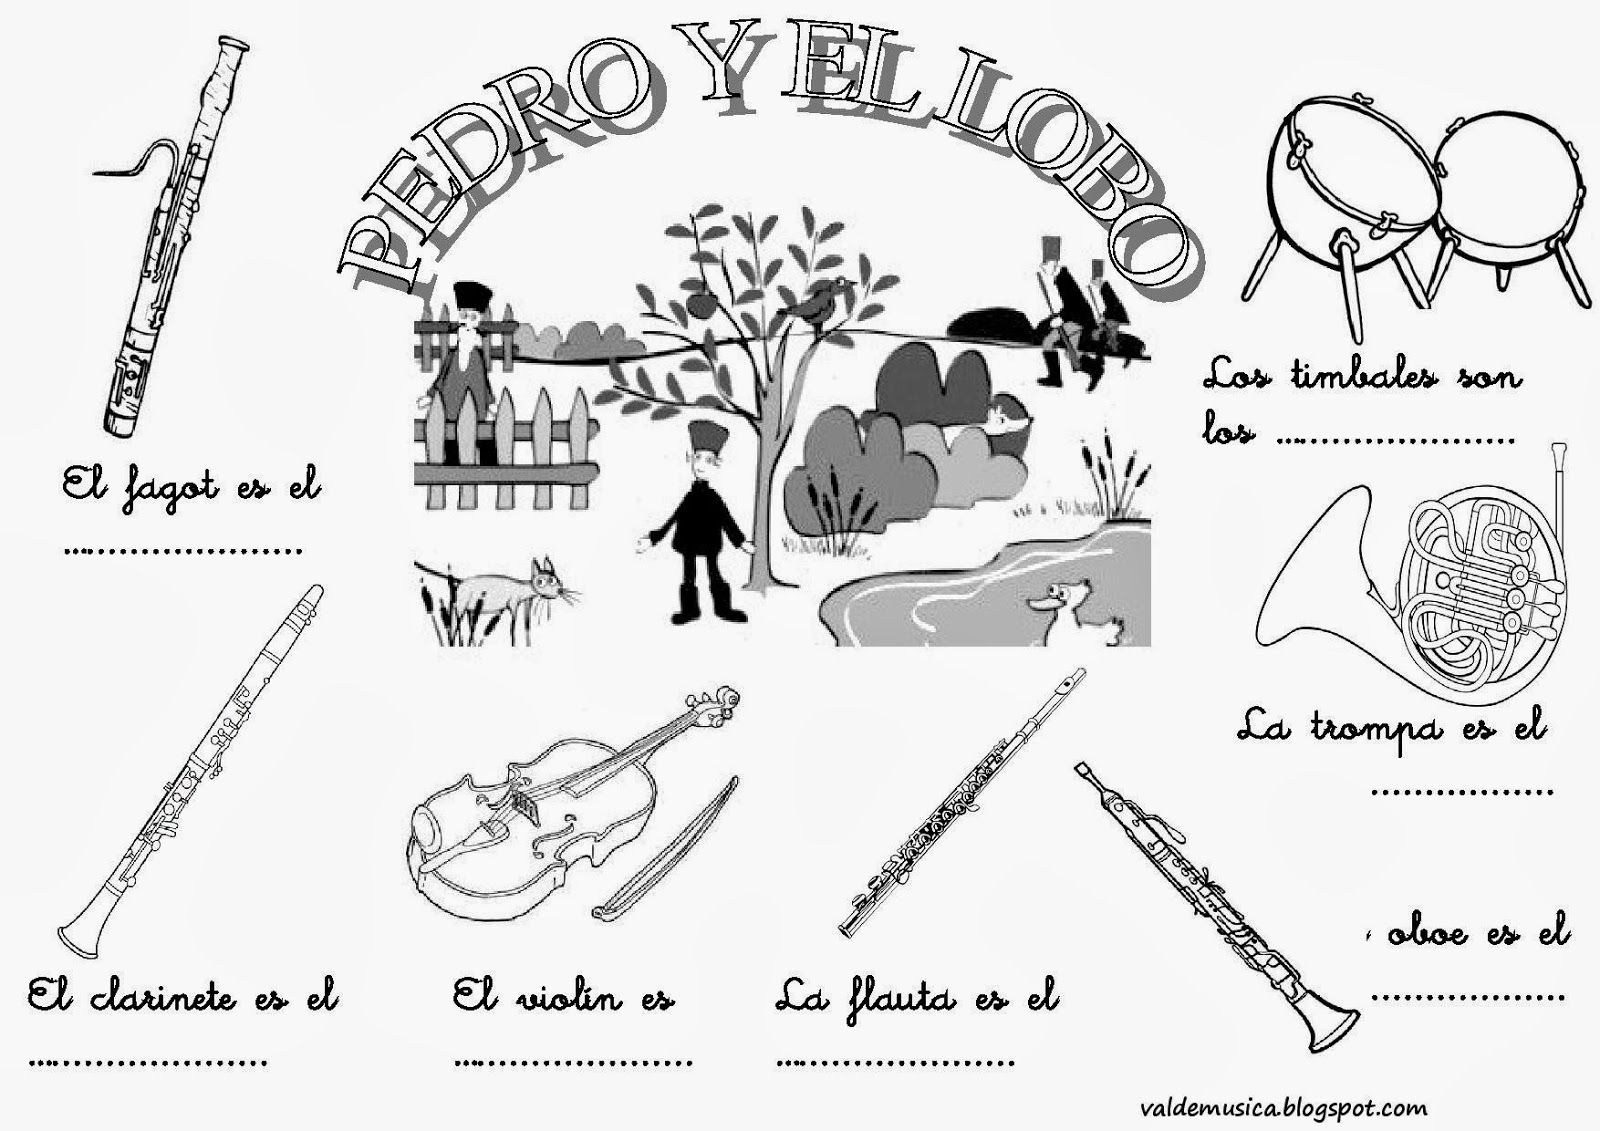 PEDRO Y EL LOBO
El fagot es el
.......................
Los timbales son
los .......................
La trompa es el
.................
oboe es el
..................
El clarinete es el
.......................
El violín es
.......................
La flauta es el
.......................
valdemusica.blogspot.com